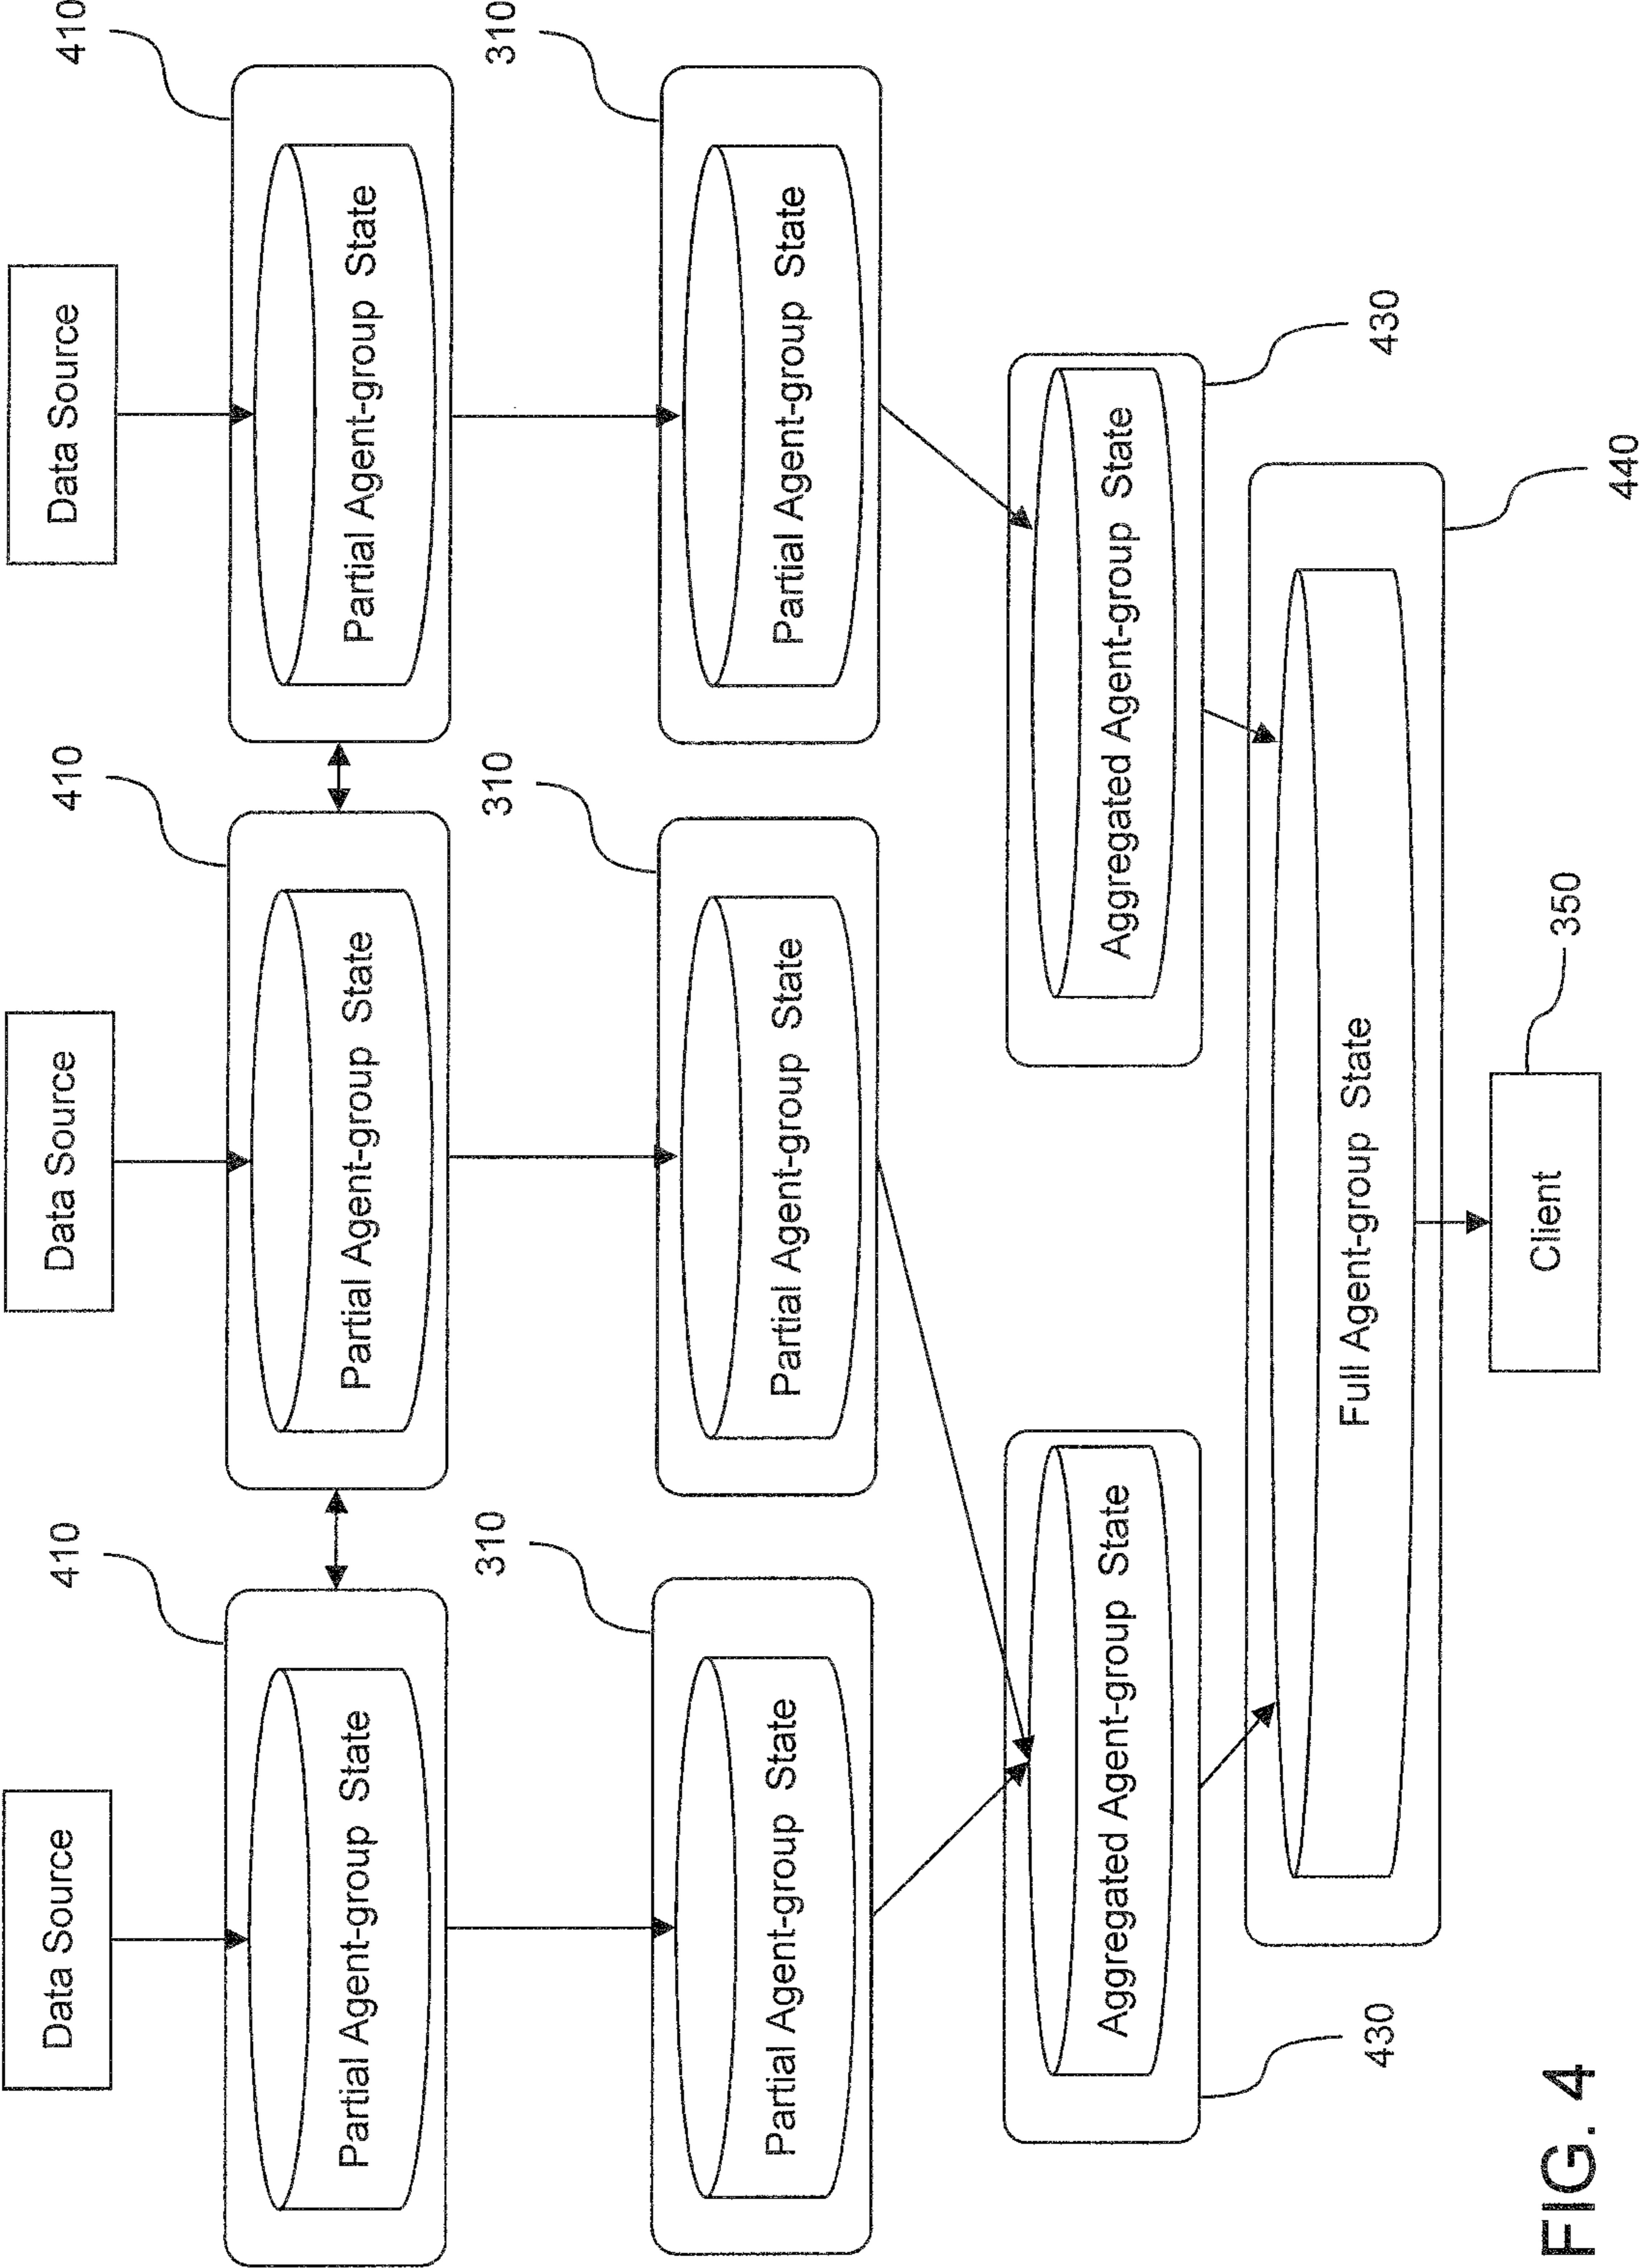 Data Source
Data Source
Data Source
410
410
410
Partial Agent-group State
Partial Agent-group State
Partial Agent-group State
310
310
310
Partial Agent-group State
Partial Agent-group State
Partial Agent-group State
Aggregated Agent-group State
Aggregated Agent-group State
430
430
Full Agent-group State
440
Client
350
FIG. 4